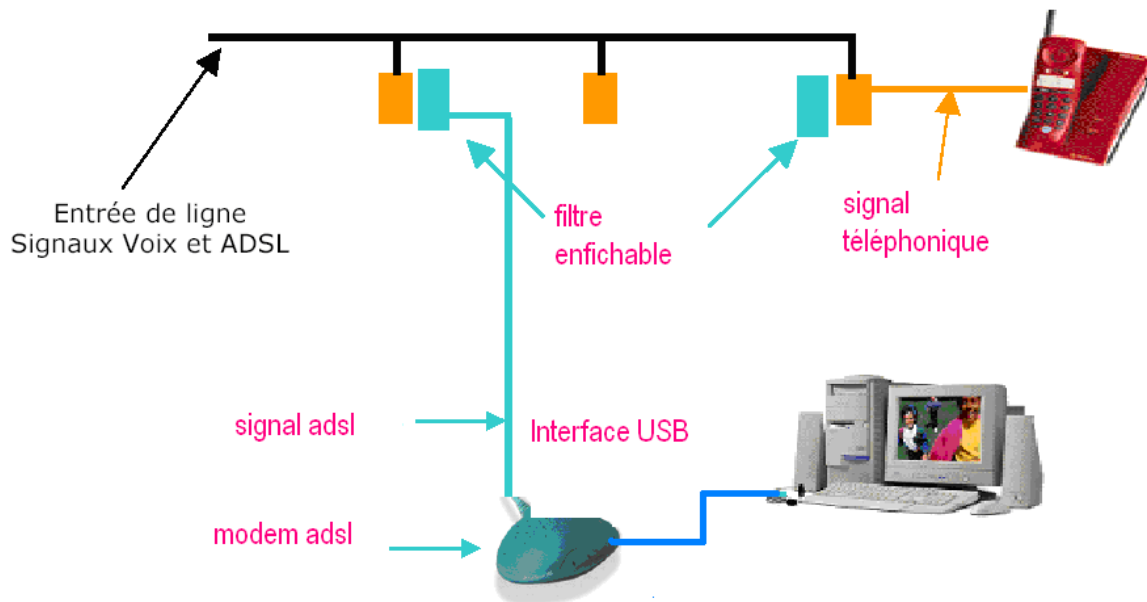 Entrée de ligne
Signaux Voix et ADSL
filtre
enfichable
signal
téléphonique
signal adsl
Interface USB
modem adsl